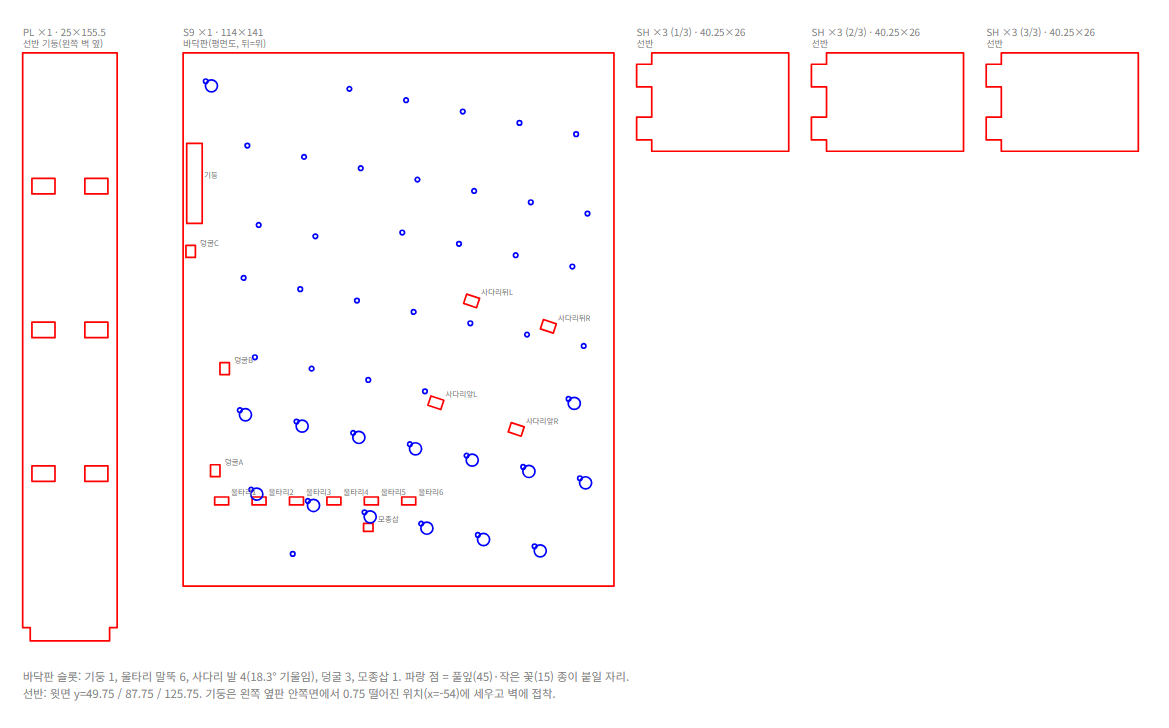 PL ×1 · 25×155.5
선반 기둥(왼쪽 벽 옆)
S9 ×1 · 114×141
바닥판(평면도, 뒤=위)
SH ×3 (1/3) · 40.25×26
선반
SH ×3 (2/3) · 40.25×26
선반
SH ×3 (3/3) · 40.25×26
선반
기둥
덩굴C
사다리뒤L
사다리뒤R
덩굴B
사다리앞L
사다리앞R
덩굴A
울타리1
울타리2
울타리3
울타리4
울타리5
울타리6
모종삽
바닥판 슬롯: 기둥 1, 울타리 말뚝 6, 사다리 발 4(18.3° 기울임), 덩굴 3, 모종삽 1. 파랑 점 = 풀잎(45)·작은 꽃(15) 종이 붙일 자리.
선반: 윗면 y=49.75 / 87.75 / 125.75. 기둥은 왼쪽 옆판 안쪽면에서 0.75 떨어진 위치(x=-54)에 세우고 벽에 접착.